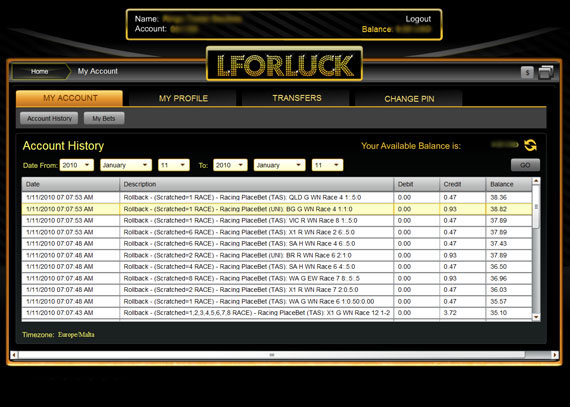 Name:
Logout
Account:
Balance:
LFORLUCK
Home
My Account
$
MY ACCOUNT
MY PROFILE
TRANSFERS
CHANGE PIN
Account History
My Bets
Account History
Your Available Balance is:
Date From: 2010 January 11 To: 2010 January 11 GO
Date Description Debit Credit Balance
1/11/2010 07:07:53 AM Rollback - (Scratched=1 RACE) - Racing PlaceBet (TAS): QLD G WN Race 4 1:.5:0 0.00 0.47 38.36
1/11/2010 07:07:53 AM Rollback - (Scratched=1 RACE) - Racing PlaceBet (UNI): BG G WN Race 4 1:1:0 0.00 0.93 38.82
1/11/2010 07:07:53 AM Rollback - (Scratched=1 RACE) - Racing PlaceBet (TAS): VIC R WN Race 8 1:.5:0 0.00 0.47 37.89
1/11/2010 07:07:53 AM Rollback - (Scratched=6 RACE) - Racing PlaceBet (TAS): X1 R WN Race 2 6:.5:0 0.00 0.47 37.89
1/11/2010 07:07:48 AM Rollback - (Scratched=6 RACE) - Racing PlaceBet (TAS): SA H WN Race 4 6:.5:0 0.00 0.47 37.43
1/11/2010 07:07:48 AM Rollback - (Scratched=2 RACE) - Racing PlaceBet (UNI): BR R WN Race 6 2:1:0 0.00 0.93 37.89
1/11/2010 07:07:48 AM Rollback - (Scratched=4 RACE) - Racing PlaceBet (TAS): SA H WN Race 6 4:.5:0 0.00 0.47 36.50
1/11/2010 07:07:48 AM Rollback - (Scratched=8 RACE) - Racing PlaceBet (TAS): WA G EW Race 7 8:.5:.5 0.00 0.93 36.96
1/11/2010 07:07:48 AM Rollback - (Scratched=2 RACE) - Racing PlaceBet (TAS): X1 R WN Race 7 2:0.5:0 0.00 0.47 36.03
1/11/2010 07:07:48 AM Rollback - (Scratched=1 RACE) - Racing PlaceBet (TAS): WA G WN Race 6 1:0.50:0.00 0.00 0.47 35.57
1/11/2010 07:07:43 AM Rollback - (Scratched=1,2,3,4,5,6,7,8 RACE) - Racing PlaceBet (TAS): X1 G WN Race 12 1-2 0.00 3.72 35.10
Timezone: Europe/Malta